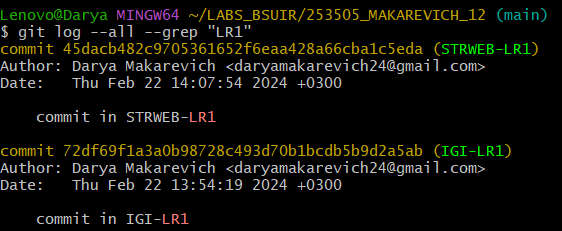 Lenovo@Darya MINGW64 ~/LABS_BSUIR/253505_MAKAREVICH_12 (main)
$ git log --all --grep "LR1"
commit 45dacb482c9705361652f6eaa428a66cba1c5eda (STRWEB-LR1)
Author: Darya Makarevich <daryamakarevich24@gmail.com>
Date:   Thu Feb 22 14:07:54 2024 +0300
    commit in STRWEB-LR1
commit 72df69f1a3a0b98728c493d70b1bcdb5b9d2a5ab (IGI-LR1)
Author: Darya Makarevich <daryamakarevich24@gmail.com>
Date:   Thu Feb 22 13:54:19 2024 +0300
    commit in IGI-LR1